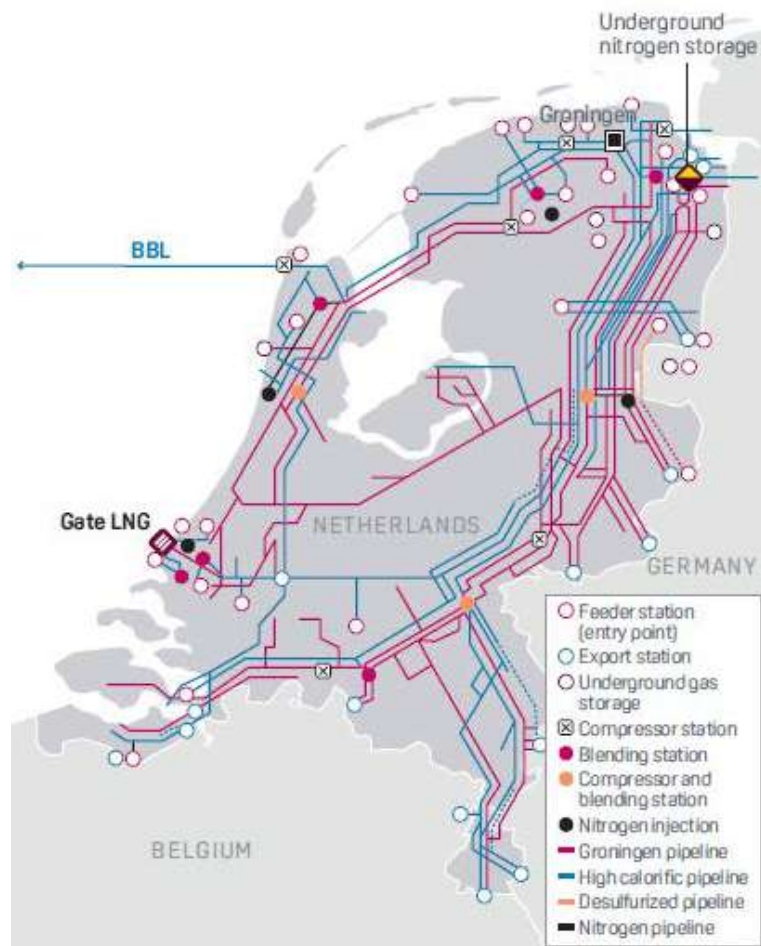 Underground
nitrogen storage
Groningen
BBL
Gate LNG
NETHERLANDS
GERMANY
BELGIUM
Feeder station
(entry point)
Export station
Underground gas
storage
Compressor station
Blending station
Compressor and
blending station
Nitrogen injection
Groningen pipeline
High calorific pipeline
Desulfurized pipeline
Nitrogen pipeline